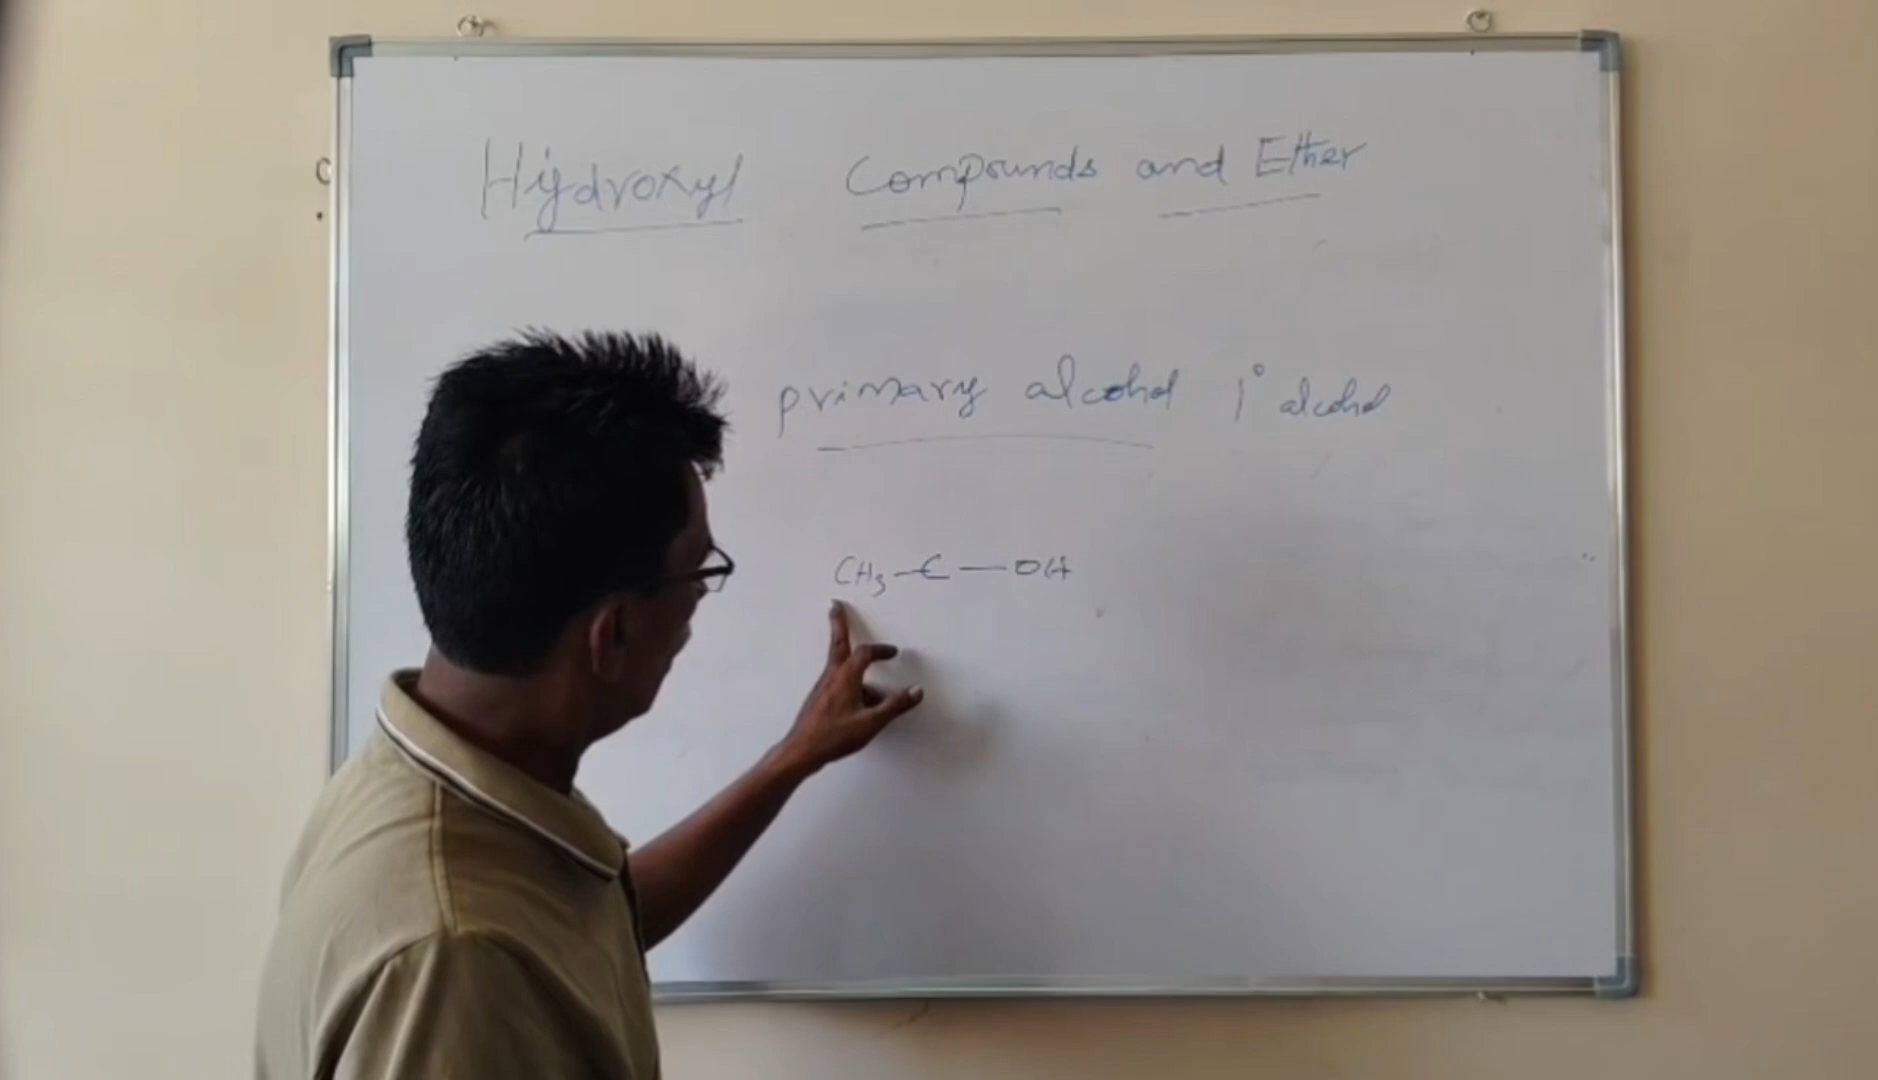 Hydroxyl Compounds and Ether
primary alcohol 1° alcohol
CH3-C-OH